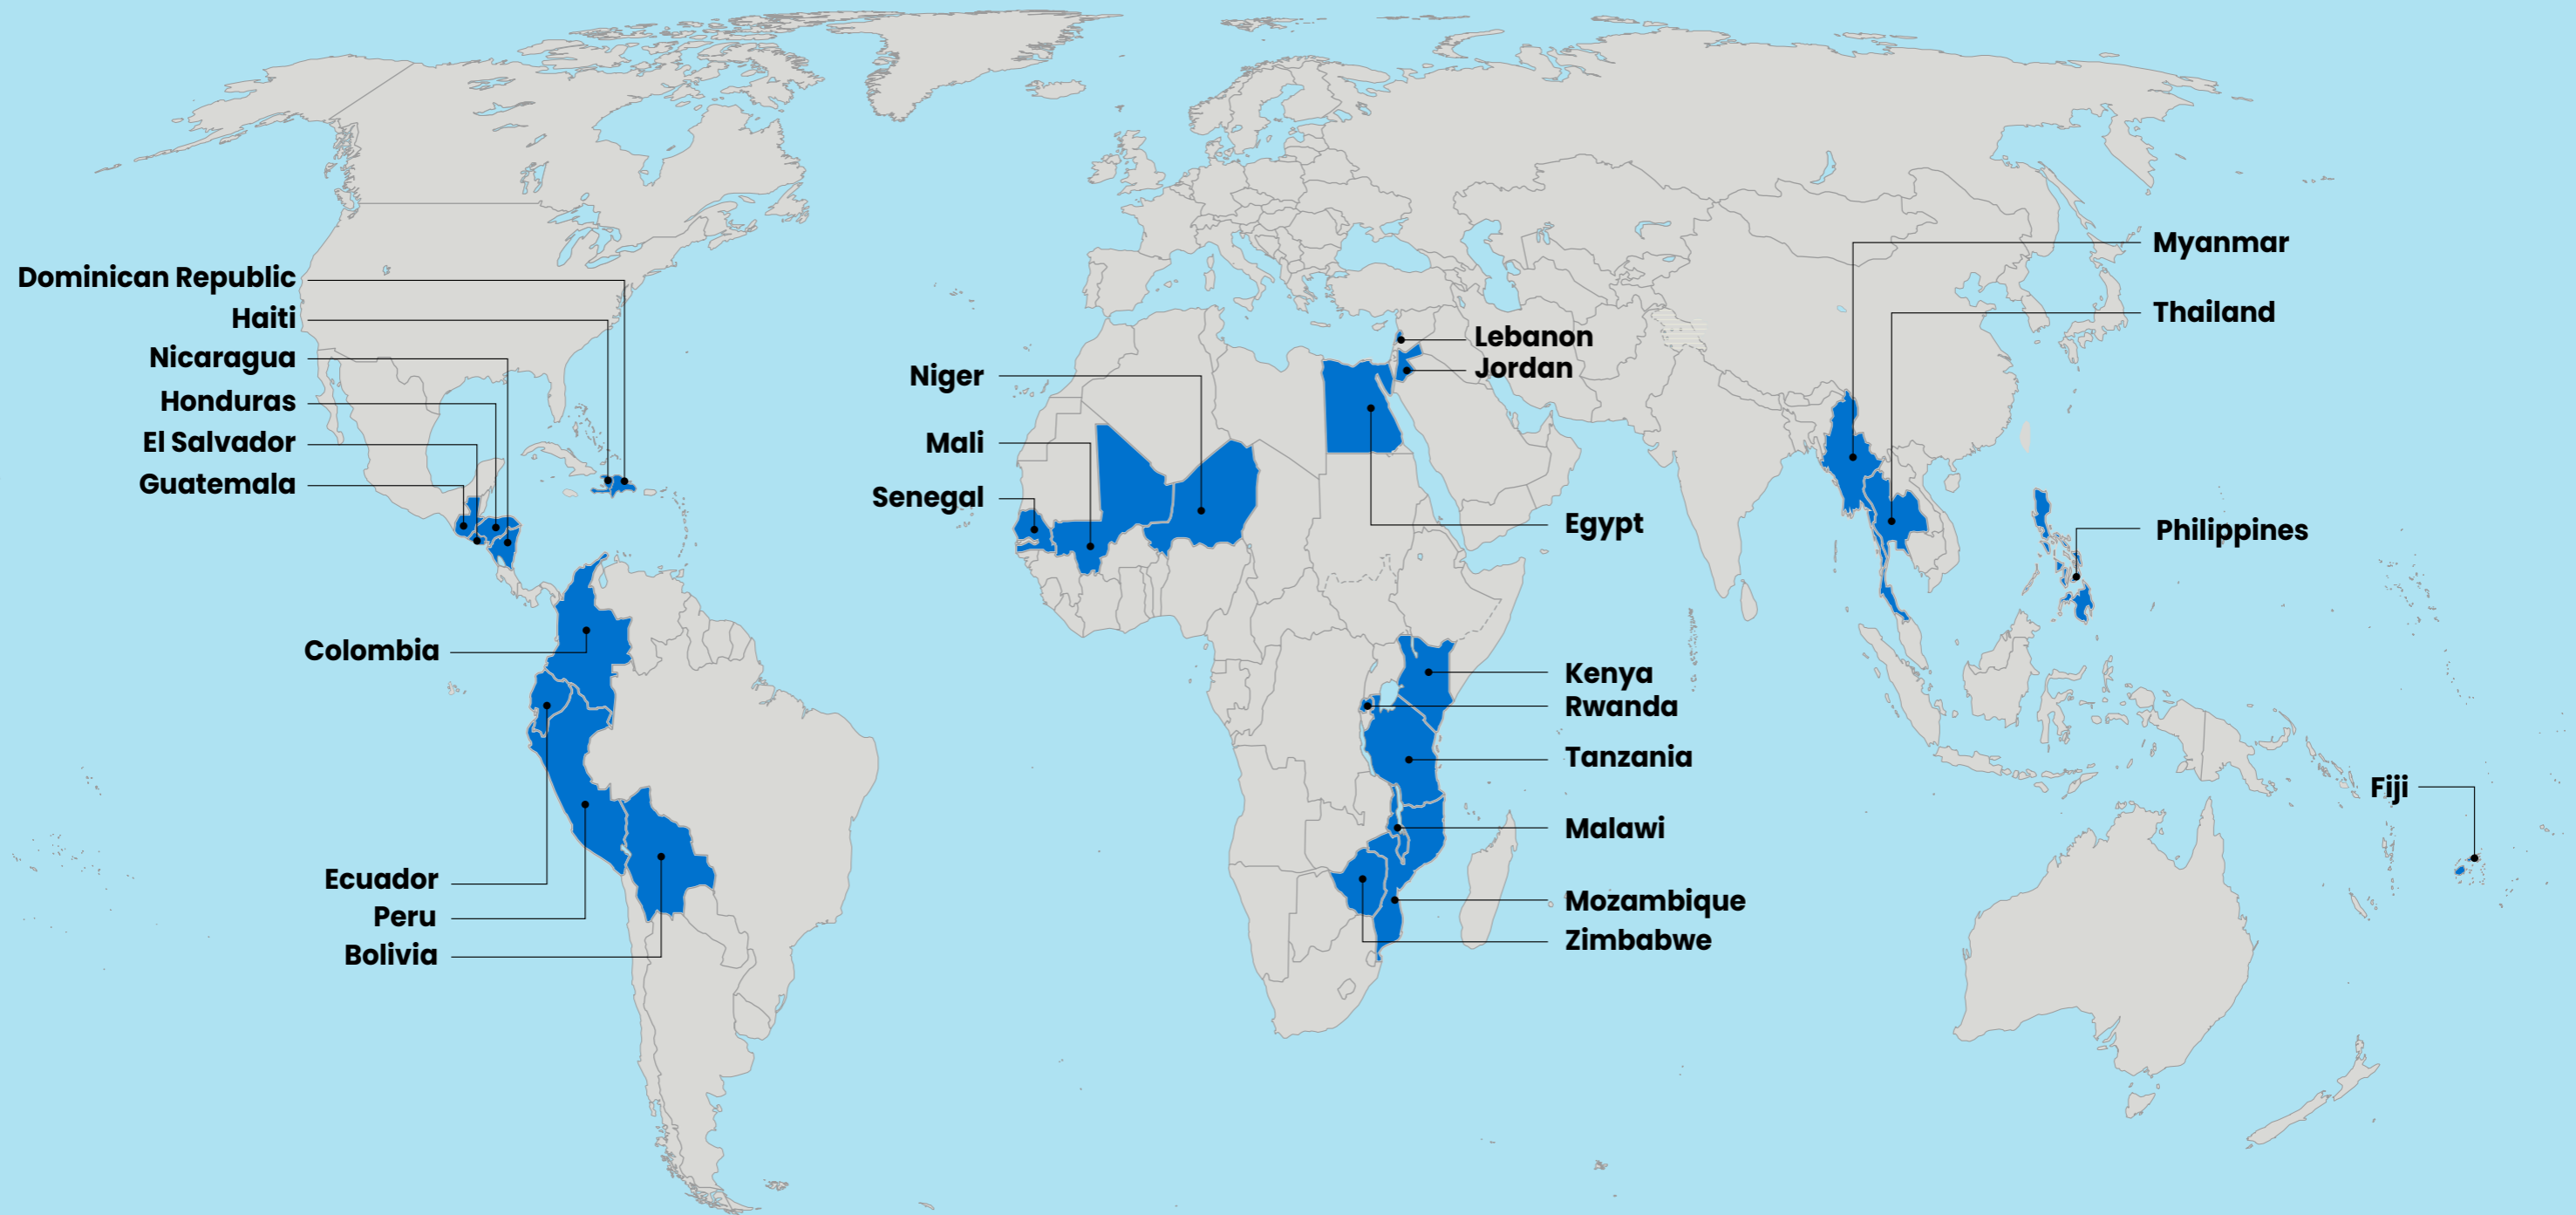 Dominican Republic
Haiti
Nicaragua
Honduras
El Salvador
Guatemala
Colombia
Ecuador
Peru
Bolivia
Niger
Mali
Senegal
Lebanon
Jordan
Egypt
Kenya
Rwanda
Tanzania
Malawi
Mozambique
Zimbabwe
Myanmar
Thailand
Philippines
Fiji